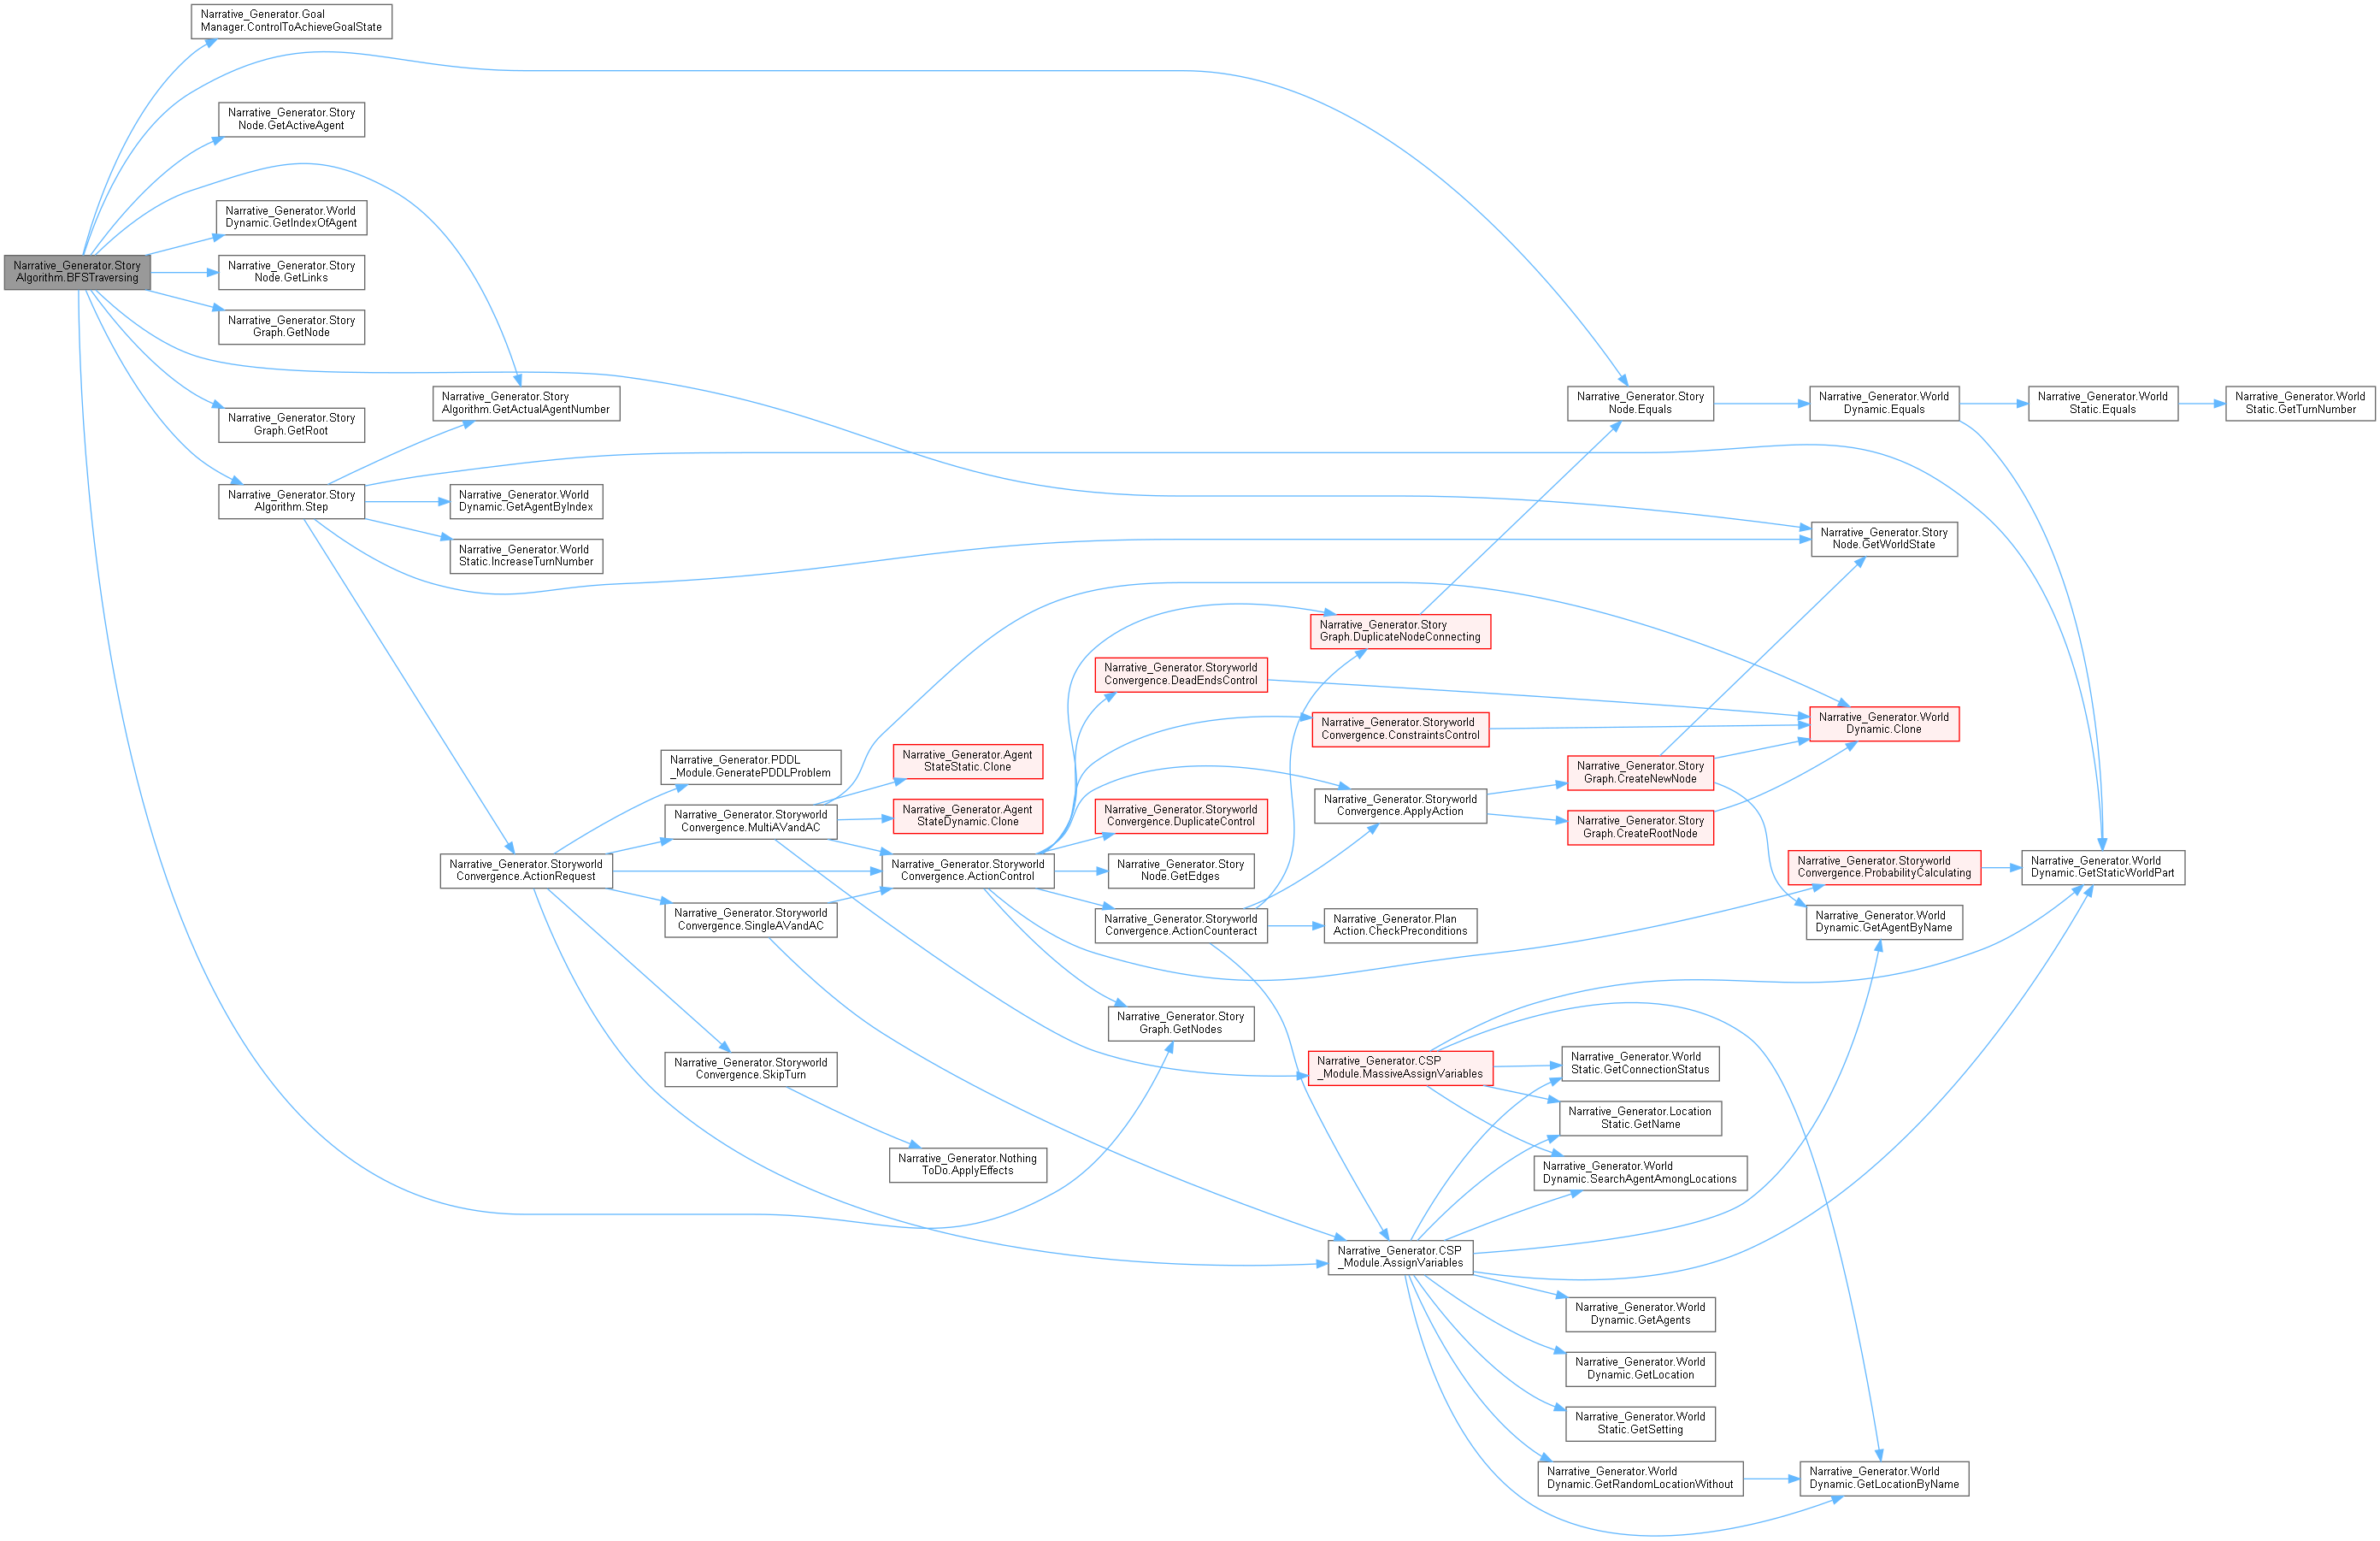 Narrative_Generator.Goal
Manager.ControlToAchieveGoalState
Narrative_Generator.Story
Node.GetActiveAgent
Narrative_Generator.World
Dynamic.GetIndexOfAgent
Narrative_Generator.Story
Algorithm.BFSTraversing
Narrative_Generator.Story
Node.GetLinks
Narrative_Generator.Story
Graph.GetNode
Narrative_Generator.Story
Graph.GetRoot
Narrative_Generator.Story
Algorithm.GetActualAgentNumber
Narrative_Generator.Story
Node.Equals
Narrative_Generator.World
Dynamic.Equals
Narrative_Generator.World
Static.Equals
Narrative_Generator.World
Static.GetTurnNumber
Narrative_Generator.Story
Algorithm.Step
Narrative_Generator.World
Dynamic.GetAgentByIndex
Narrative_Generator.World
Static.IncreaseTurnNumber
Narrative_Generator.Story
Node.GetWorldState
Narrative_Generator.Story
Graph.DuplicateNodeConnecting
Narrative_Generator.Storyworld
Convergence.DeadEndsControl
Narrative_Generator.Storyworld
Convergence.ConstraintsControl
Narrative_Generator.World
Dynamic.Clone
Narrative_Generator.PDDL
_Module.GeneratePDDLProblem
Narrative_Generator.Agent
StateStatic.Clone
Narrative_Generator.Story
Graph.CreateNewNode
Narrative_Generator.Storyworld
Convergence.MultiAVandAC
Narrative_Generator.Agent
StateDynamic.Clone
Narrative_Generator.Storyworld
Convergence.DuplicateControl
Narrative_Generator.Storyworld
Convergence.ApplyAction
Narrative_Generator.Story
Graph.CreateRootNode
Narrative_Generator.Storyworld
Convergence.ActionRequest
Narrative_Generator.Storyworld
Convergence.ActionControl
Narrative_Generator.Story
Node.GetEdges
Narrative_Generator.Storyworld
Convergence.ProbabilityCalculating
Narrative_Generator.World
Dynamic.GetStaticWorldPart
Narrative_Generator.Storyworld
Convergence.SingleAVandAC
Narrative_Generator.Storyworld
Convergence.ActionCounteract
Narrative_Generator.Plan
Action.CheckPreconditions
Narrative_Generator.World
Dynamic.GetAgentByName
Narrative_Generator.Story
Graph.GetNodes
Narrative_Generator.Storyworld
Convergence.SkipTurn
Narrative_Generator.CSP
_Module.MassiveAssignVariables
Narrative_Generator.World
Static.GetConnectionStatus
Narrative_Generator.Location
Static.GetName
Narrative_Generator.Nothing
ToDo.ApplyEffects
Narrative_Generator.World
Dynamic.SearchAgentAmongLocations
Narrative_Generator.CSP
_Module.AssignVariables
Narrative_Generator.World
Dynamic.GetAgents
Narrative_Generator.World
Dynamic.GetLocation
Narrative_Generator.World
Static.GetSetting
Narrative_Generator.World
Dynamic.GetRandomLocationWithout
Narrative_Generator.World
Dynamic.GetLocationByName